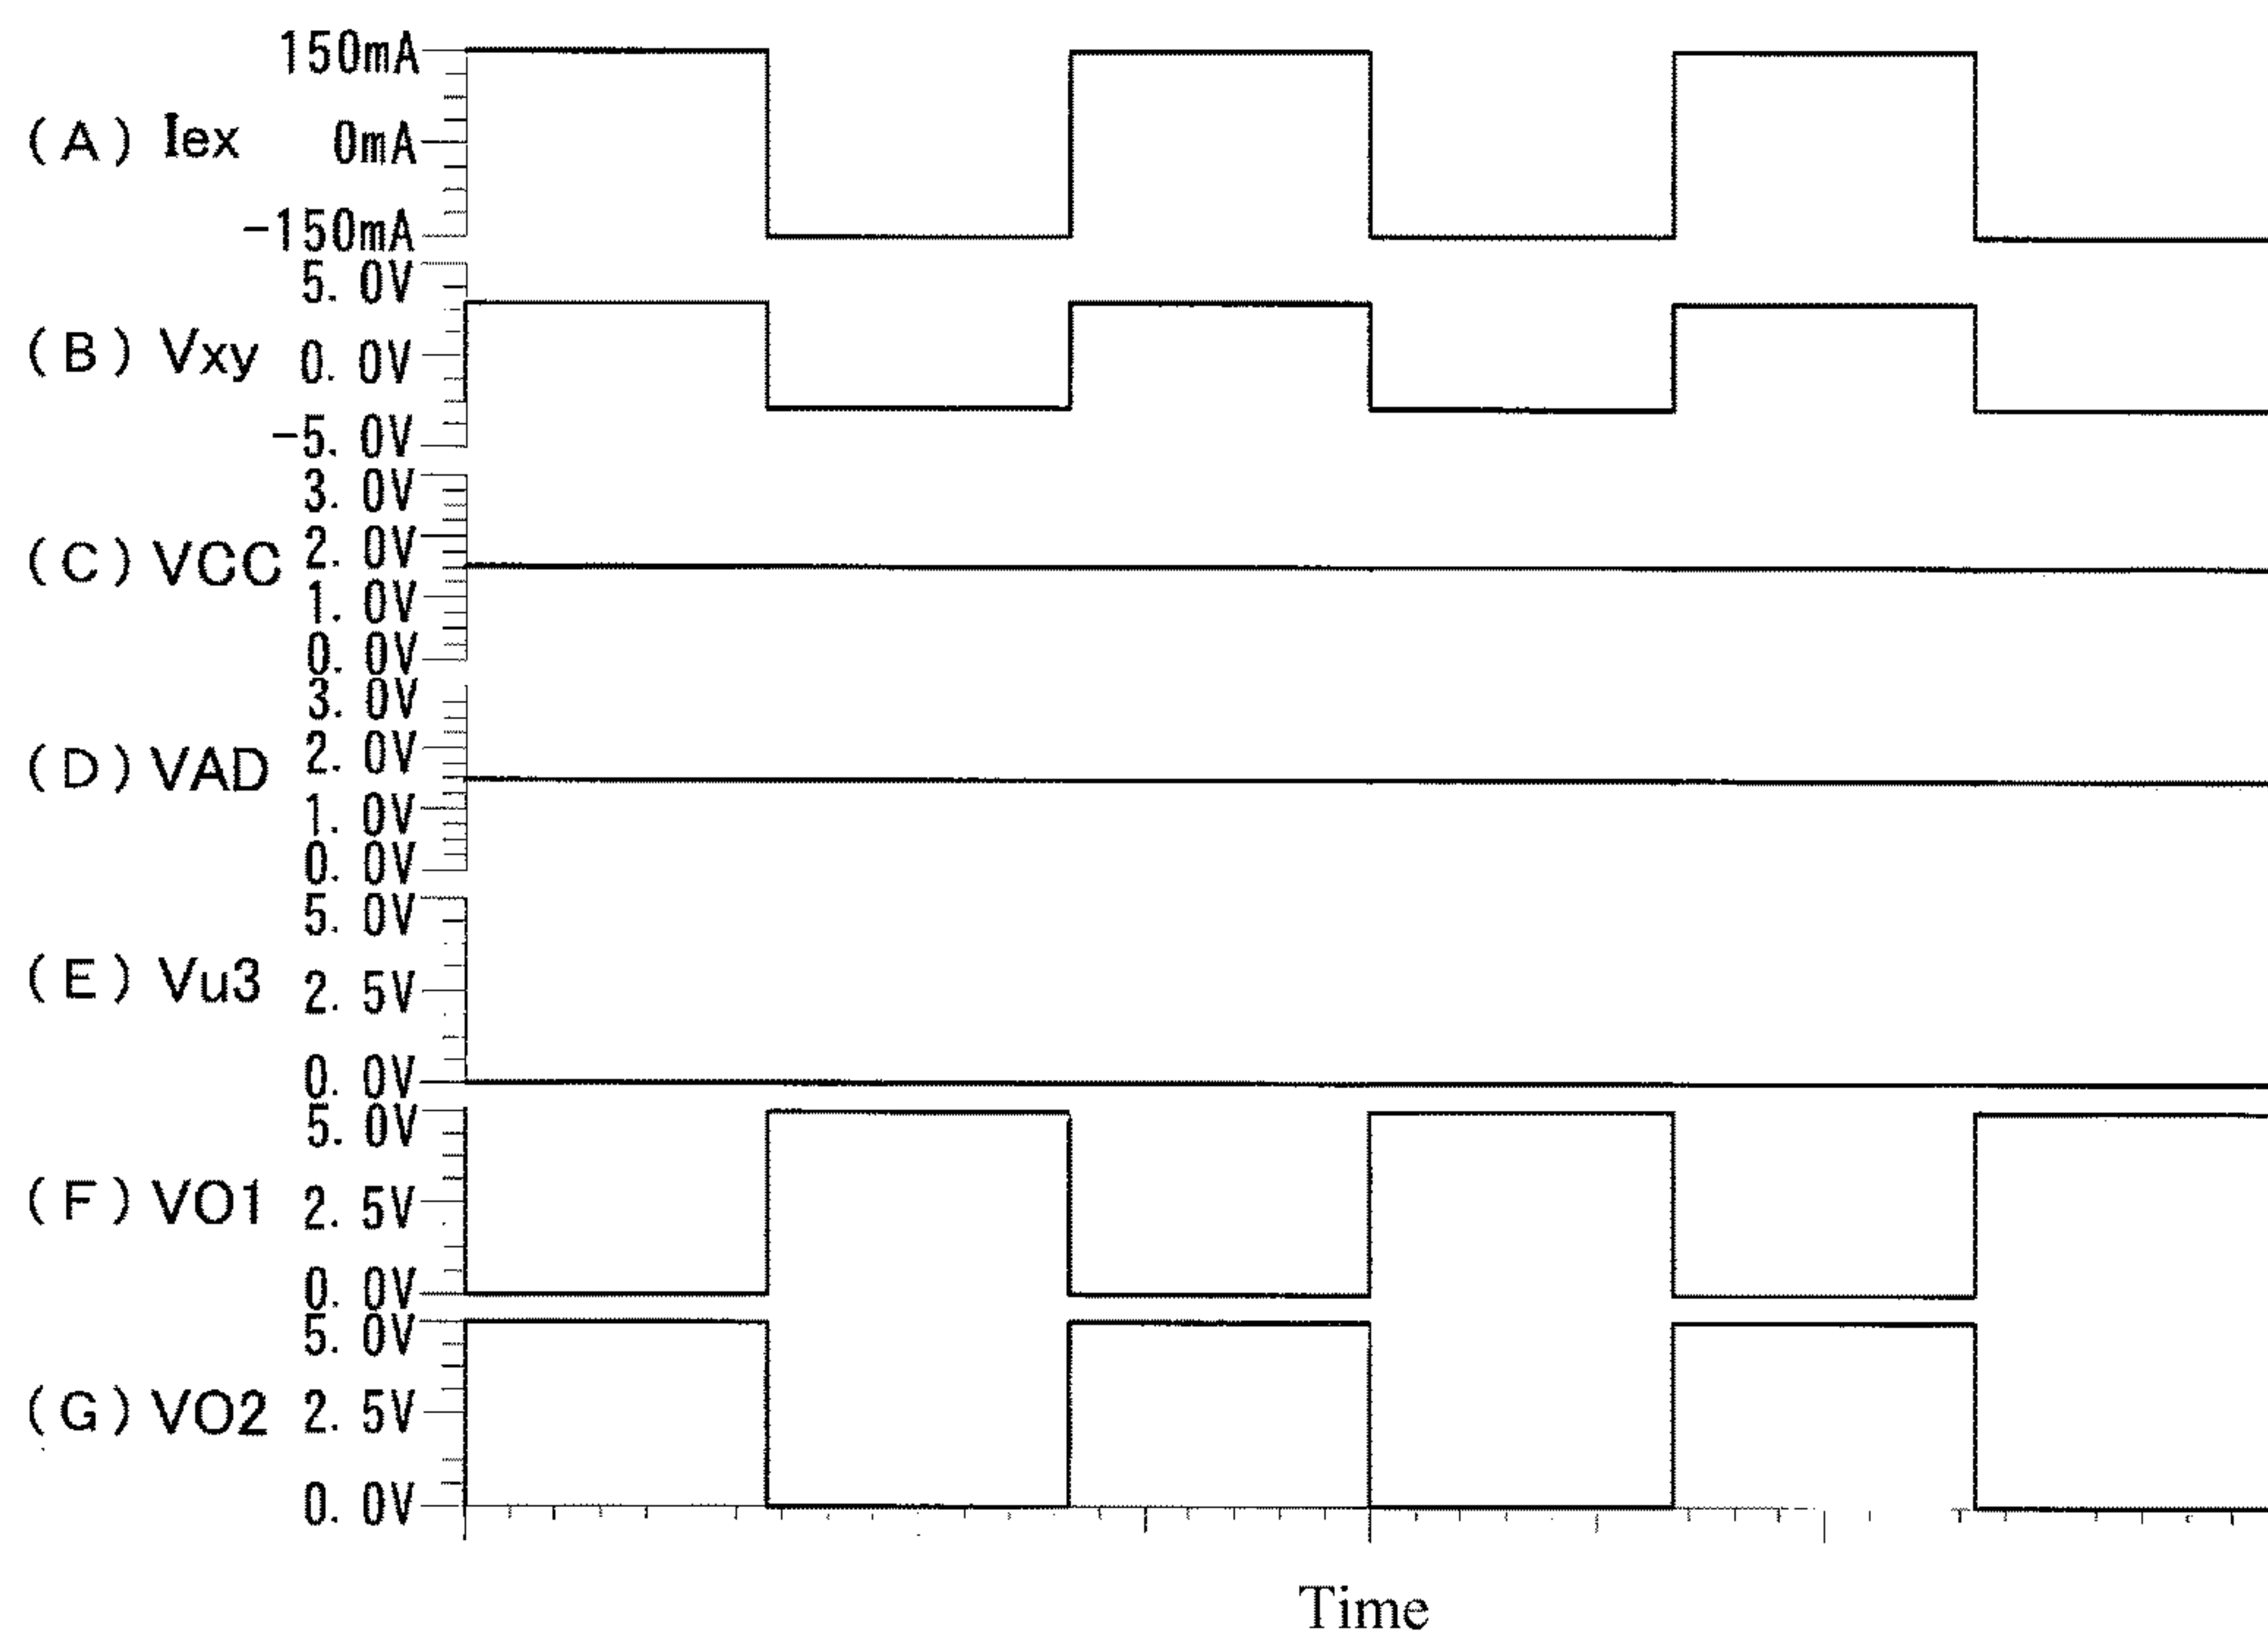 150mA
(A) Iex 0mA
-150mA
5.0V
(B) Vxy 0.0V
-5.0V
3.0V
(C) VCC 2.0V
1.0V
0.0V
3.0V
(D) VAD 2.0V
1.0V
0.0V
5.0V
(E) Vu3 2.5V
0.0V
5.0V
(F) VO1 2.5V
0.0V
5.0V
(G) VO2 2.5V
0.0V
Time